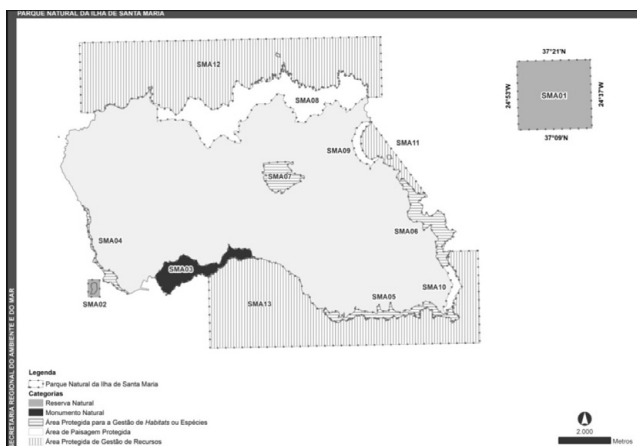 PARQUE NATURAL DA ILHA DE SANTA MARIA
SECRETARIA REGIONAL DO AMBIENTE E DO MAR
SMA12
SMA08
37°21'N
24°53'W
SMA01
24°37'W
37°09'N
SMA09
SMA11
SMA07
SMA06
SMA04
SMA03
SMA02
SMA13
SMA05
SMA10
Legenda
Parque Natural da Ilha de Santa Maria
Categorias
Reserva Natural
Monumento Natural
Área Protegida para a Gestão de Habitats ou Espécies
Área de Paisagem Protegida
Área Protegida de Gestão de Recursos
2.000
Metros